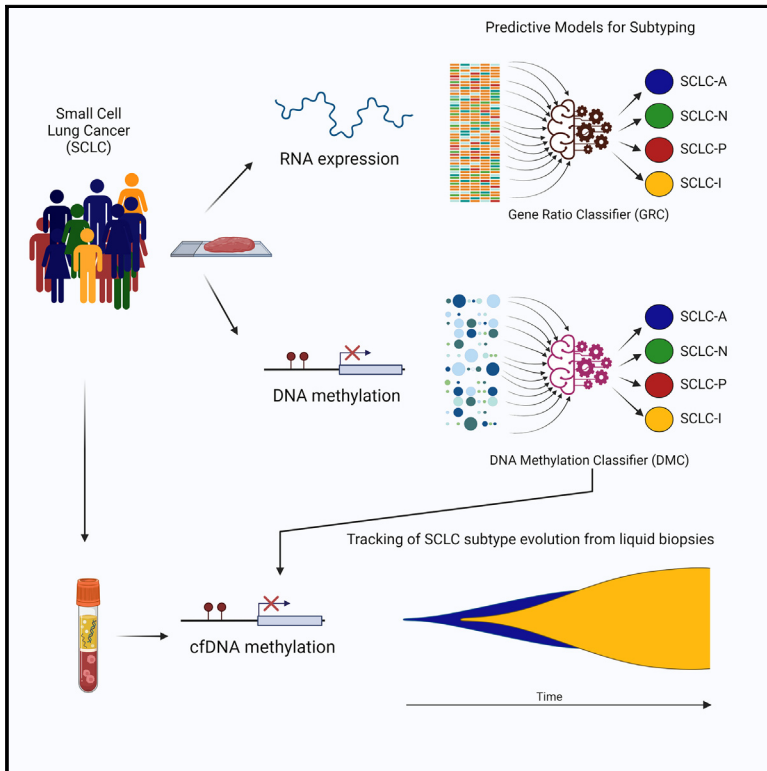 Predictive Models for Subtyping
Small Cell
Lung Cancer
(SCLC)
RNA expression
SCLC-A
SCLC-N
SCLC-P
SCLC-I
Gene Ratio Classifier (GRC)
DNA methylation
SCLC-A
SCLC-N
SCLC-P
SCLC-I
DNA Methylation Classifier (DMC)
Tracking of SCLC subtype evolution from liquid biopsies
cfDNA methylation
Time